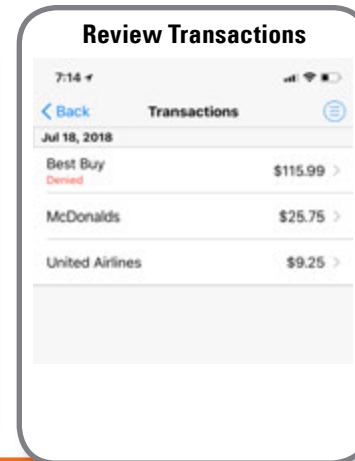 Review Transactions
7:14
Back Transactions
Jul 18, 2018
Best Buy $115.99
Denied
McDonalds $25.75
United Airlines $9.25